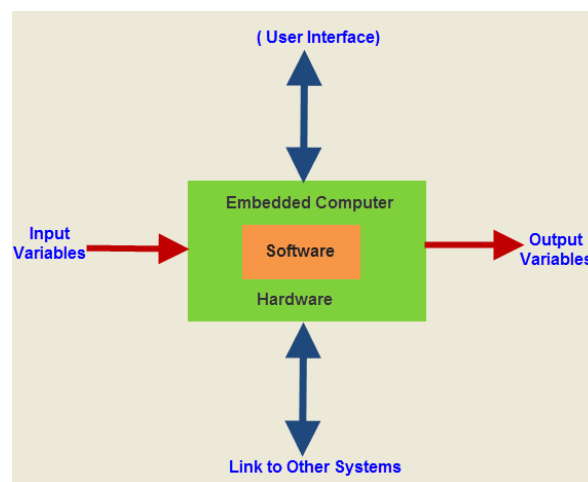 ( User Interface)
Embedded Computer
Input
Variables
Software
Output
Variables
Hardware
Link to Other Systems